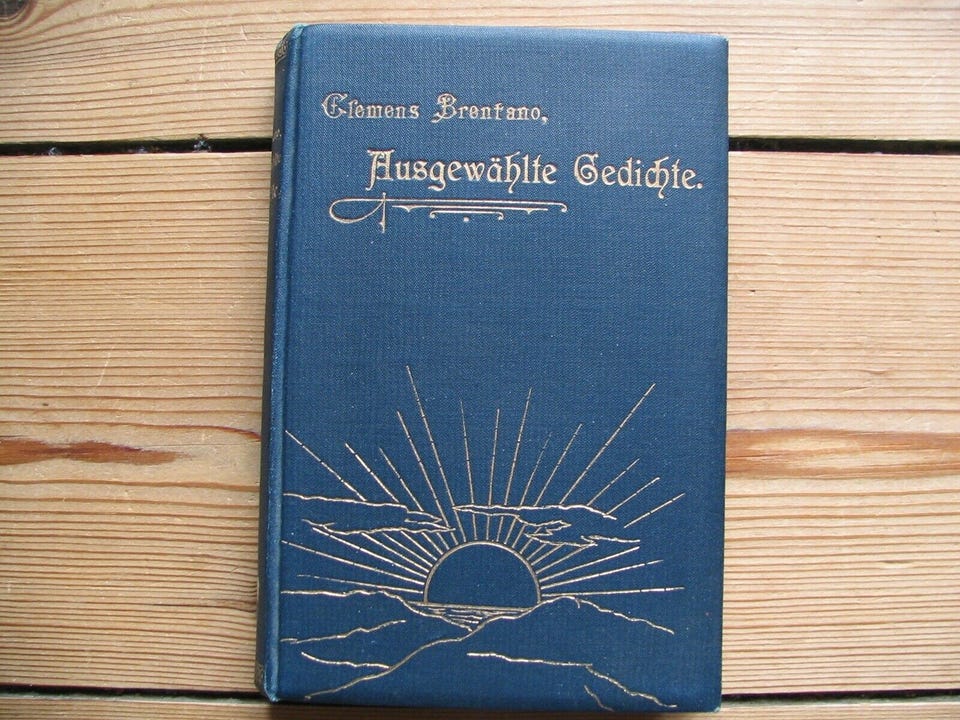 Clemens Brentano,
Ausgewählte Gedichte.